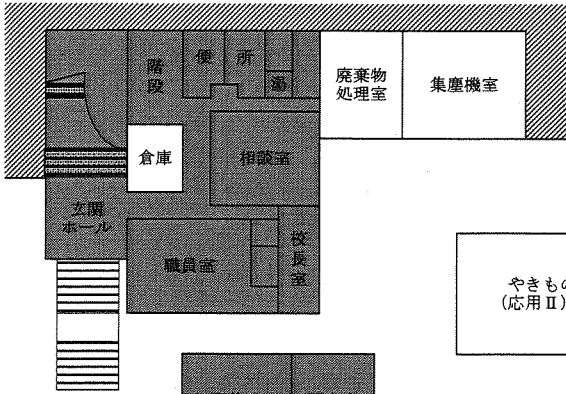 階段
便所
湯
廃棄物
処理室
集塵機室
倉庫
相談室
玄関
ホール
職員室
校長室
やきも
(応用Ⅱ)